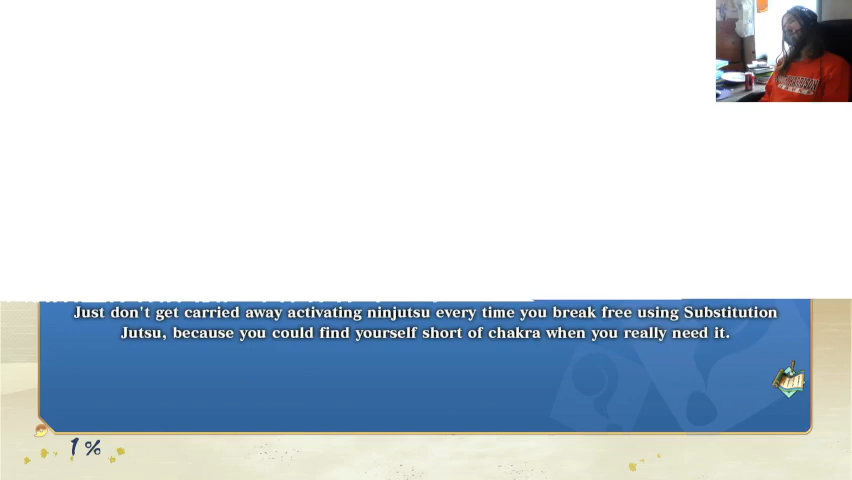 Just don't get carried away activating ninjutsu every time you break free using Substitution
Jutsu, because you could find yourself short of chakra when you really need it.
1 %